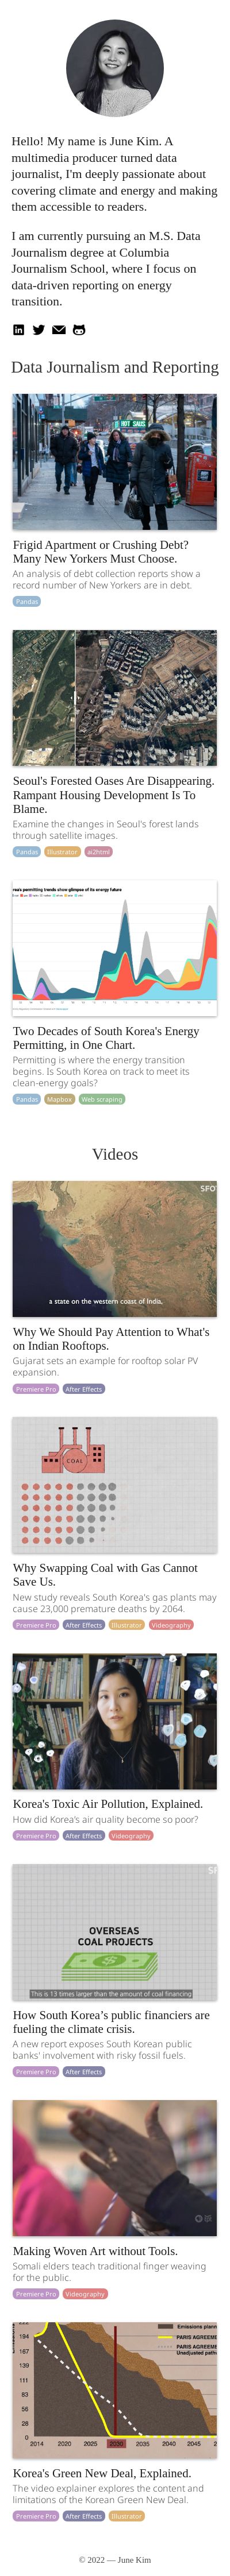 Hello! My name is June Kim. A
multimedia producer turned data
journalist, I'm deeply passionate about
covering climate and energy and making
them accessible to readers.
I am currently pursuing an M.S. Data
Journalism degree at Columbia
Journalism School, where I focus on
data-driven reporting on energy
transition.
in
Data Journalism and Reporting
HOT SUDS
Frigid Apartment or Crushing Debt?
Many New Yorkers Must Choose.
An analysis of debt collection reports show a
record number of New Yorkers are in debt.
Pandas
Seoul's Forested Oases Are Disappearing.
Rampant Housing Development Is To
Blame.
Examine the changes in Seoul's forest lands
through satellite images.
Pandas Illustrator ai2html
reas permitting trends show glimpse of its energy future
Two Decades of South Korea's Energy
Permitting, in One Chart.
Permitting is where the energy transition
begins. Is South Korea on track to meet its
clean-energy goals?
Pandas Mapbox Web scraping
Videos
SFO
a state on the western coast of India,
Why We Should Pay Attention to What's
on Indian Rooftops.
Gujarat sets an example for rooftop solar PV
expansion.
Premiere Pro After Effects
COAL
Why Swapping Coal with Gas Cannot
Save Us.
New study reveals South Korea's gas plants may
cause 23,000 premature deaths by 2064.
Premiere Pro After Effects Illustrator Videography
Korea's Toxic Air Pollution, Explained.
How did Korea’s air quality become so poor?
Premiere Pro After Effects Videography
OVERSEAS
COAL PROJECTS
This is 13 times larger than the amount of coal financing
How South Korea’s public financiers are
fueling the climate crisis.
A new report exposes South Korean public
banks' involvement with risky fossil fuels.
Premiere Pro After Effects
Making Woven Art without Tools.
Somali elders teach traditional finger weaving
for the public.
Premiere Pro Videography
222
194
167
139
111
83
56
28
0
Emissions plann
PARIS AGREEME
PARIS AGREEME
Unadjusted path
2014 2020 2025 2030 2035 2040 2045
Korea's Green New Deal, Explained.
The video explainer explores the content and
limitations of the Korean Green New Deal.
Premiere Pro After Effects Illustrator
© 2022 — June Kim